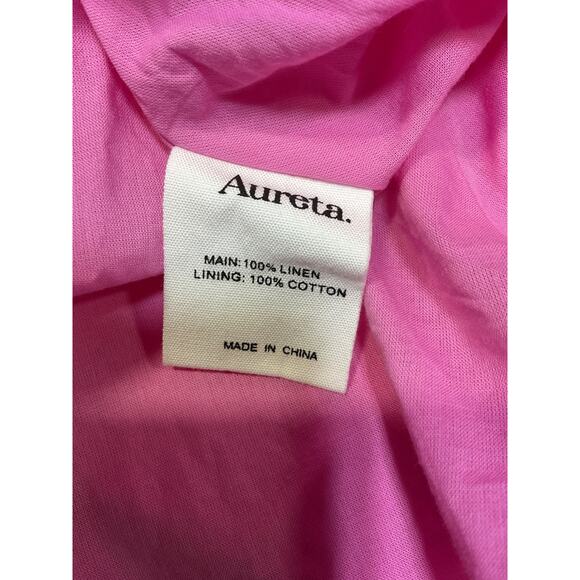 Aureta.
MAIN: 100% LINEN
LINING: 100% COTTON
MADE IN CHINA